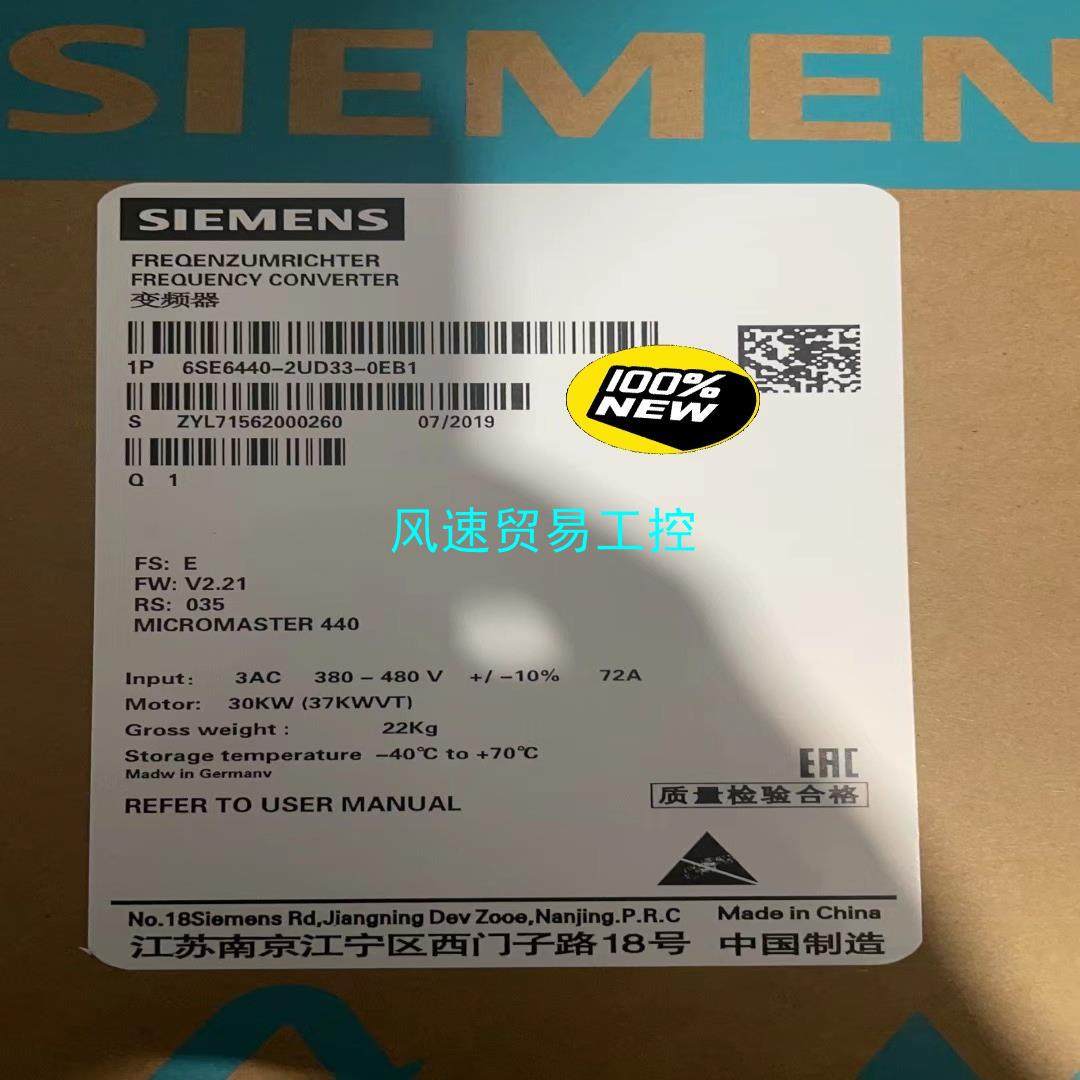 SIEMEN
SIEMENS
FREQENZUMRICHTER
FREQUENCY CONVERTER
变频器
1P 6SE6440-2UD33-0EB1
100%
NEW
S ZYL71562000260 07/2019
Q 1
风速贸易工控
FS: E
FW: V2.21
RS: 035
MICROMASTER 440
Input: 3AC 380-480 V +/-10% 72A
Motor: 30KW (37KWVT)
Gross weight : 22Kg
Storage temperature -40℃ to +70℃
Madw in Germanv
EAC
REFER TO USER MANUAL
质量检验合格
No.18Siemens Rd,Jiangning Dev Zooe,Nanjing.P.R.C Made in China
江苏南京江宁区西门子路18号 中国制造